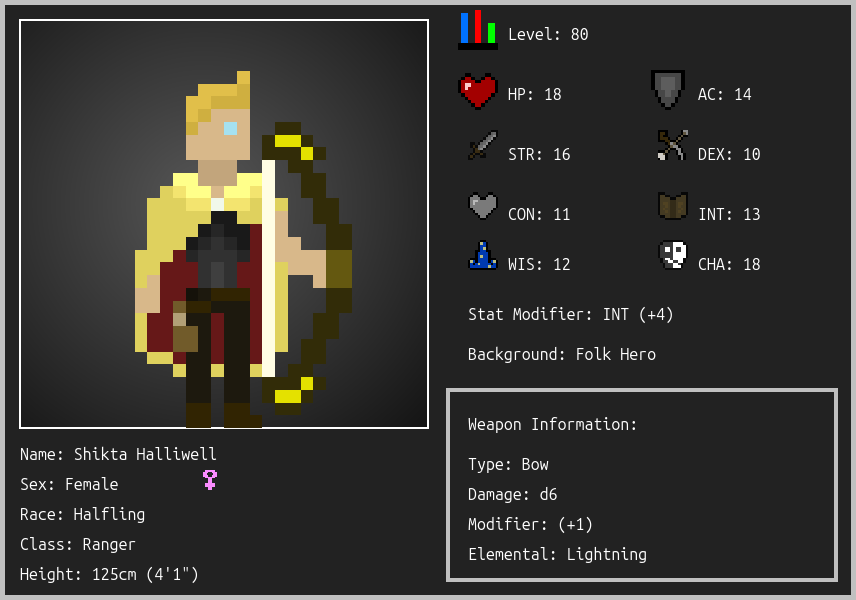 Level: 80
HP: 18
AC: 14
STR: 16
DEX: 10
CON: 11
INT: 13
WIS: 12
CHA: 18
Stat Modifier: INT (+4)
Background: Folk Hero
Name: Shikta Halliwell
Sex: Female
Race: Halfling
Class: Ranger
Height: 125cm (4'1")
Weapon Information:
Type: Bow
Damage: d6
Modifier: (+1)
Elemental: Lightning